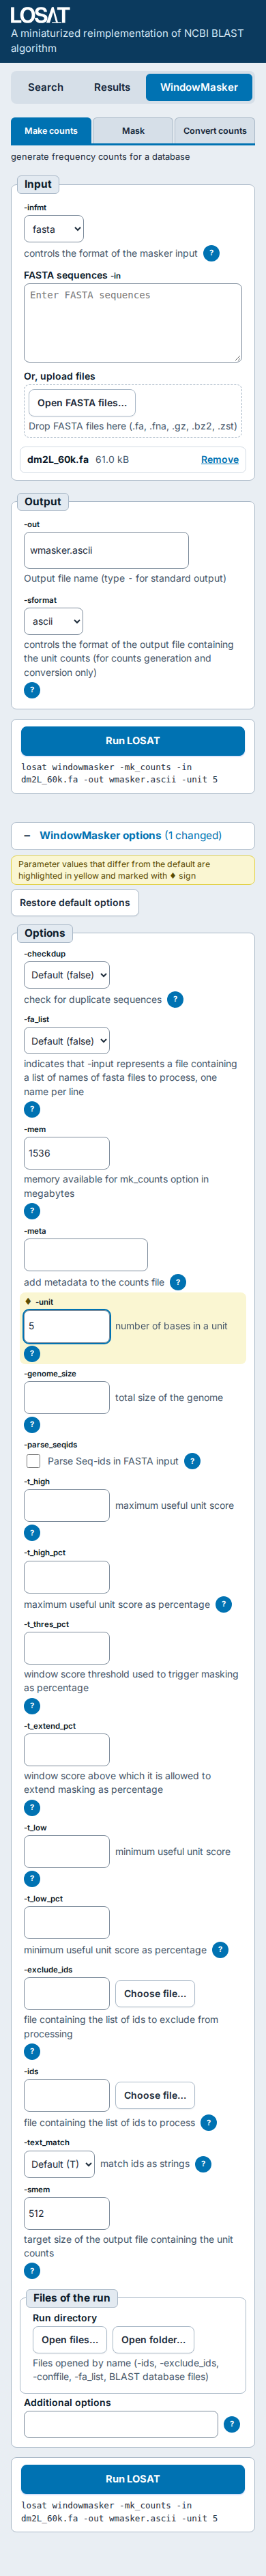 LOSAT
A miniaturized reimplementation of NCBI BLAST
algorithm
Search
Results
WindowMasker
Make counts
Mask
Convert counts
generate frequency counts for a database
Input
-infmt
fasta
controls the format of the masker input ?
FASTA sequences -in
Enter FASTA sequences
Or, upload files
Open FASTA files...
Drop FASTA files here (.fa, .fna, .gz, .bz2, .zst)
dm2L_60k.fa 61.0 kB Remove
Output
-out
wmasker.ascii
Output file name (type - for standard output)
-sformat
ascii
controls the format of the output file containing
the unit counts (for counts generation and
conversion only)
?
Run LOSAT
losat windowmasker -mk_counts -in
dm2L_60k.fa -out wmasker.ascii -unit 5
− WindowMasker options (1 changed)
Parameter values that differ from the default are
highlighted in yellow and marked with ♦ sign
Restore default options
Options
-checkdup
Default (false)
check for duplicate sequences ?
-fa_list
Default (false)
indicates that -input represents a file containing
a list of names of fasta files to process, one
name per line
?
-mem
1536
memory available for mk_counts option in
megabytes
?
-meta
add metadata to the counts file ?
♦ -unit
5 number of bases in a unit
?
-genome_size
total size of the genome
?
-parse_seqids
Parse Seq-ids in FASTA input ?
-t_high
maximum useful unit score
?
-t_high_pct
maximum useful unit score as percentage ?
-t_thres_pct
window score threshold used to trigger masking
as percentage
?
-t_extend_pct
window score above which it is allowed to
extend masking as percentage
?
-t_low
minimum useful unit score
?
-t_low_pct
minimum useful unit score as percentage ?
-exclude_ids
Choose file...
file containing the list of ids to exclude from
processing
?
-ids
Choose file...
file containing the list of ids to process ?
-text_match
Default (T) match ids as strings ?
-smem
512
target size of the output file containing the unit
counts
?
Files of the run
Run directory
Open files... Open folder...
Files opened by name (-ids, -exclude_ids,
-conffile, -fa_list, BLAST database files)
Additional options
?
Run LOSAT
losat windowmasker -mk_counts -in
dm2L_60k.fa -out wmasker.ascii -unit 5